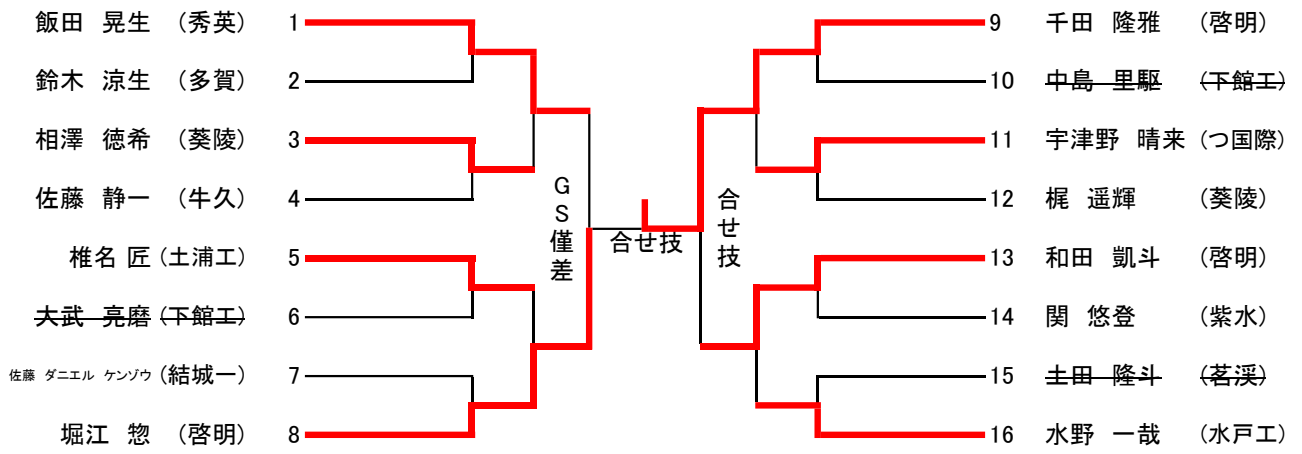 飯田 晃生 (秀英) 1
鈴木 涼生 (多賀) 2
相澤 徳希 (葵陵) 3
佐藤 静一 (牛久) 4
椎名 匠 (土浦工) 5
大武 亮磨 (下館工) 6
佐藤 ダニエル ケンゾウ (結城一) 7
堀江 惣 (啓明) 8
GS僅差
合せ技
合せ技
9 千田 隆雅 (啓明)
10 中島 里駆 (下館工)
11 宇津野 晴来 (つ国際)
12 梶 遥輝 (葵陵)
13 和田 凱斗 (啓明)
14 関 悠登 (紫水)
15 土田 隆斗 (茗渓)
16 水野 一哉 (水戸工)